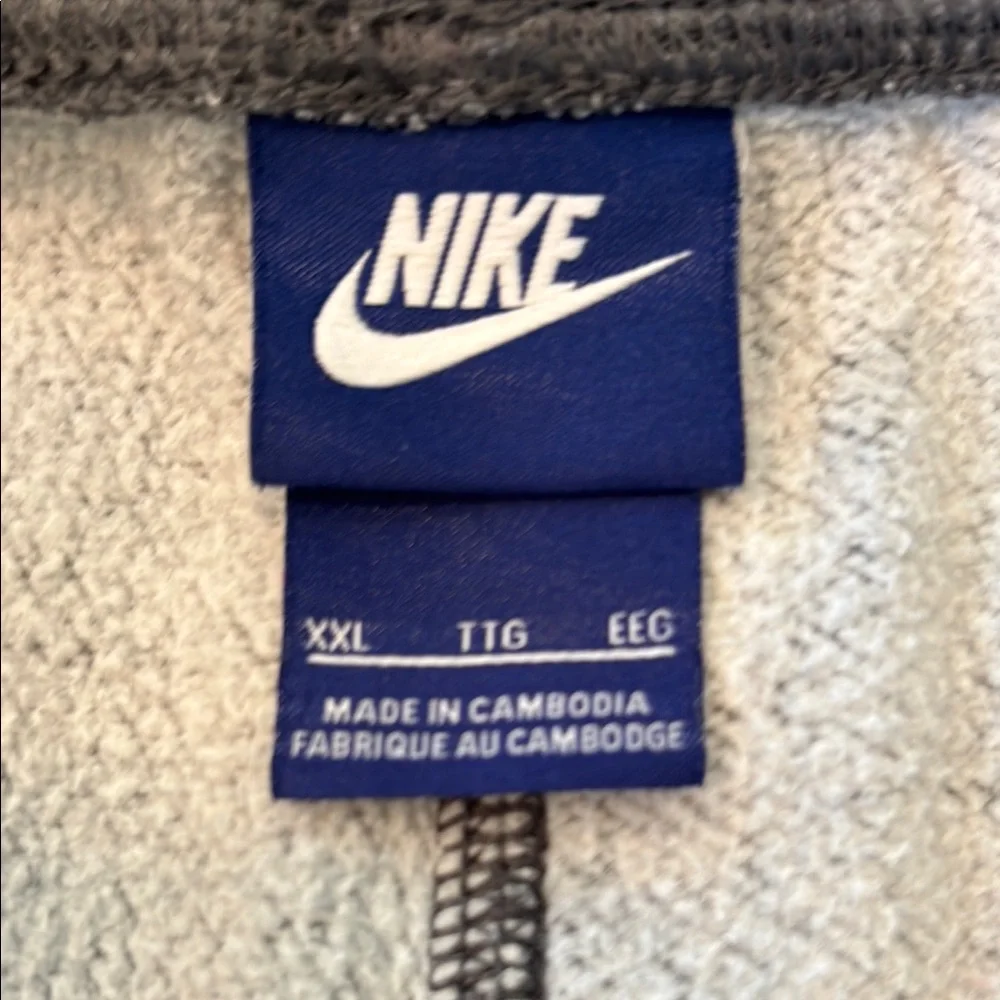 NIKE
XXL TTG EEG
MADE IN CAMBODIA
FABRIQUE AU CAMBODGE